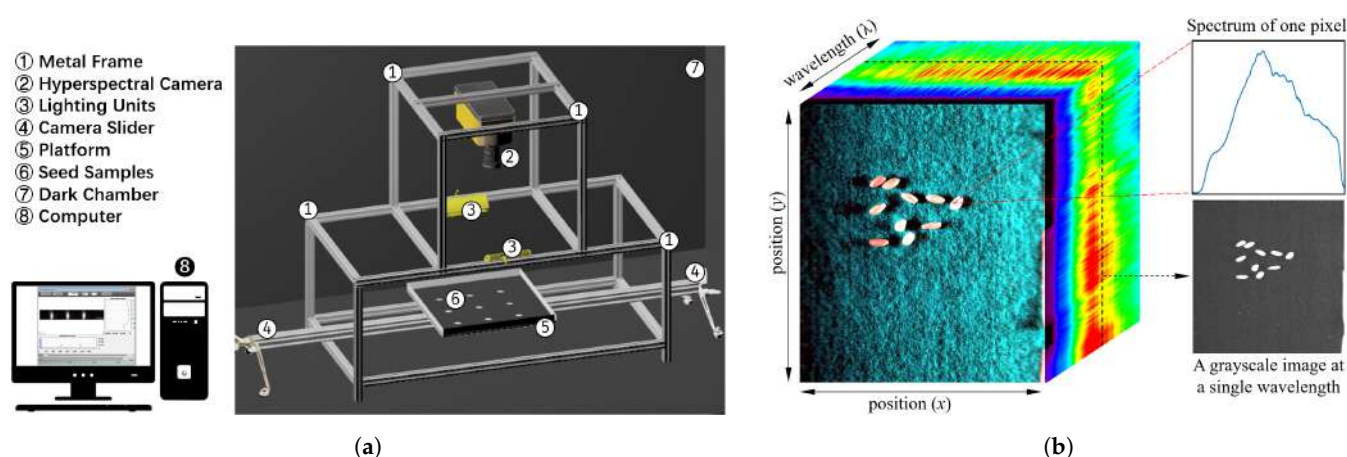 ① Metal Frame
② Hyperspectral Camera
③ Lighting Units
④ Camera Slider
⑤ Platform
⑥ Seed Samples
⑦ Dark Chamber
⑧ Computer
❽
①
⑦
①
②
①
③
①
③
④
⑥
④
⑤
(a)
wavelength (λ)
position (y)
position (x)
Spectrum of one pixel
A grayscale image at
a single wavelength
(b)